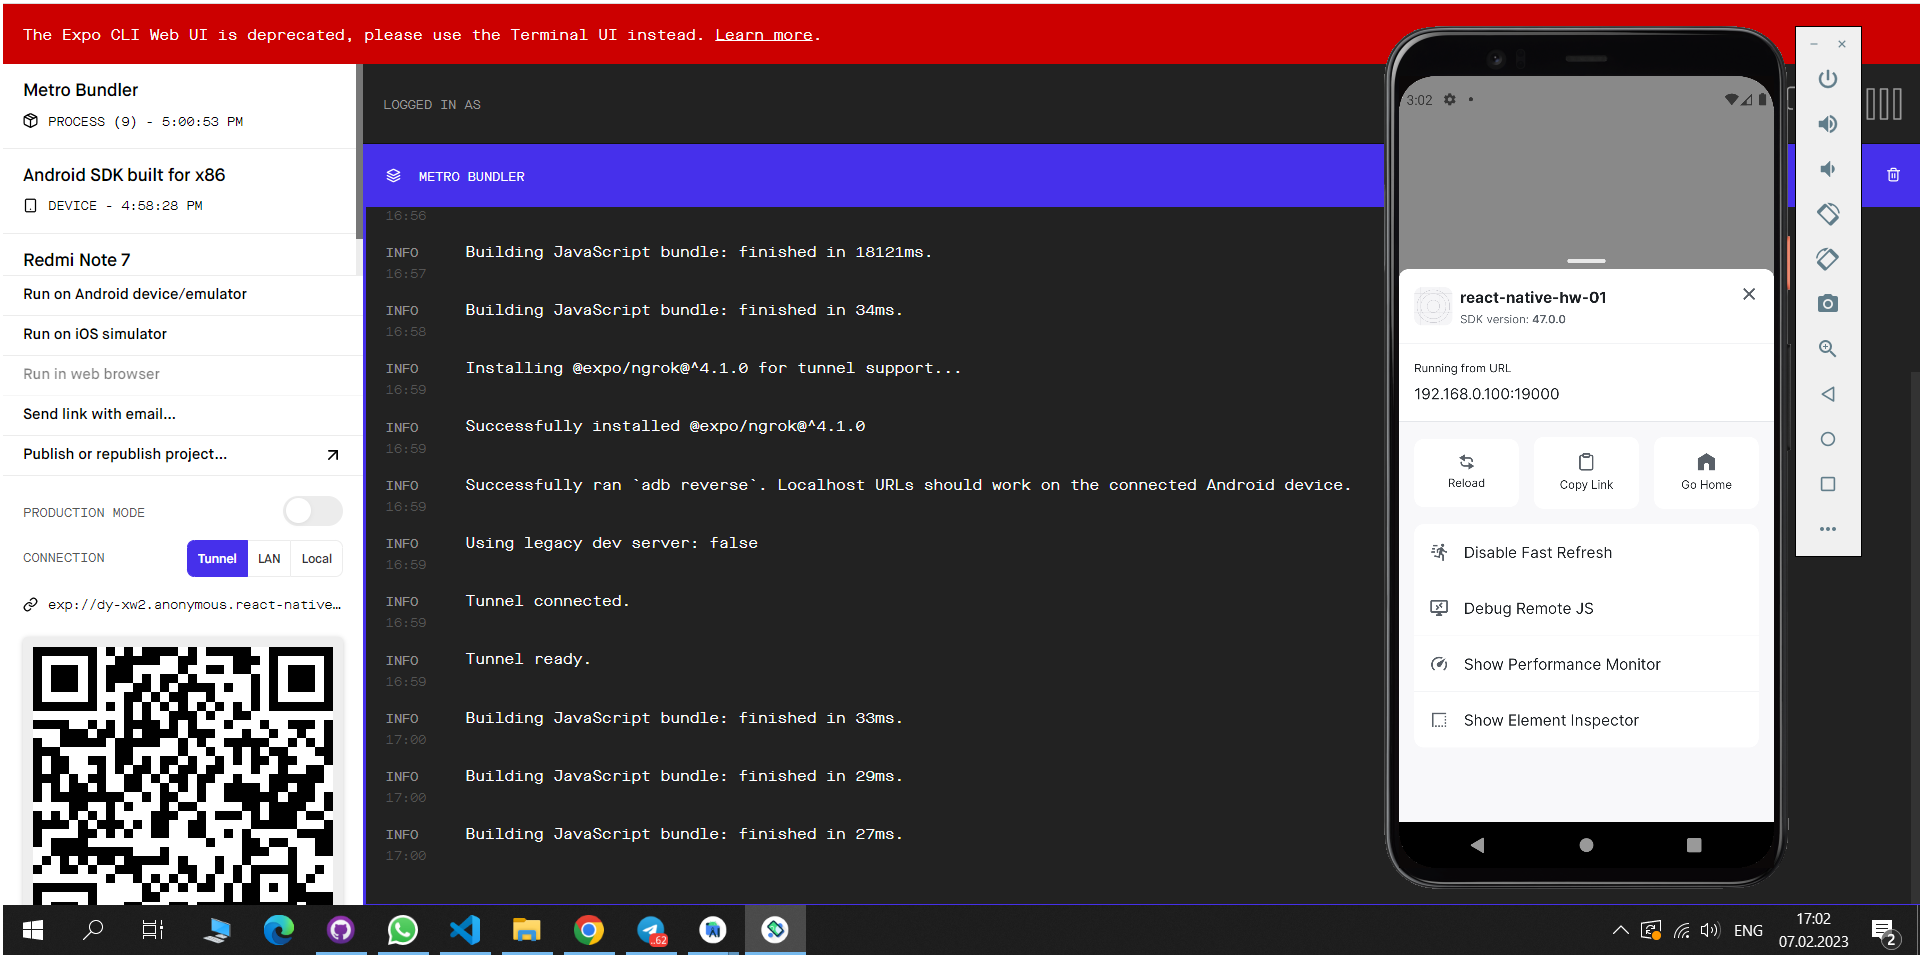 The Expo CLI Web UI is deprecated, please use the Terminal UI instead. Learn more.
Metro Bundler
PROCESS (9) - 5:00:53 PM
Android SDK built for x86
DEVICE - 4:58:28 PM
Redmi Note 7
Run on Android device/emulator
Run on iOS simulator
Run in web browser
Send link with email...
Publish or republish project...
PRODUCTION MODE
CONNECTION
Tunnel
LAN
Local
exp://dy-xw2.anonymous.react-native…
LOGGED IN AS
METRO BUNDLER
16:56
INFO
Building JavaScript bundle: finished in 18121ms.
16:57
INFO
Building JavaScript bundle: finished in 34ms.
16:58
INFO
Installing @expo/ngrok@^4.1.0 for tunnel support...
16:59
INFO
Successfully installed @expo/ngrok@^4.1.0
16:59
INFO
Successfully ran `adb reverse`. Localhost URLs should work on the connected Android device.
16:59
INFO
Using legacy dev server: false
16:59
INFO
Tunnel connected.
16:59
INFO
Tunnel ready.
16:59
INFO
Building JavaScript bundle: finished in 33ms.
17:00
INFO
Building JavaScript bundle: finished in 29ms.
17:00
INFO
Building JavaScript bundle: finished in 27ms.
17:00
3:02
react-native-hw-01
SDK version: 47.0.0
Running from URL
192.168.0.100:19000
Reload
Copy Link
Go Home
Disable Fast Refresh
Debug Remote JS
Show Performance Monitor
Show Element Inspector
..62
ENG
17:02
07.02.2023
2